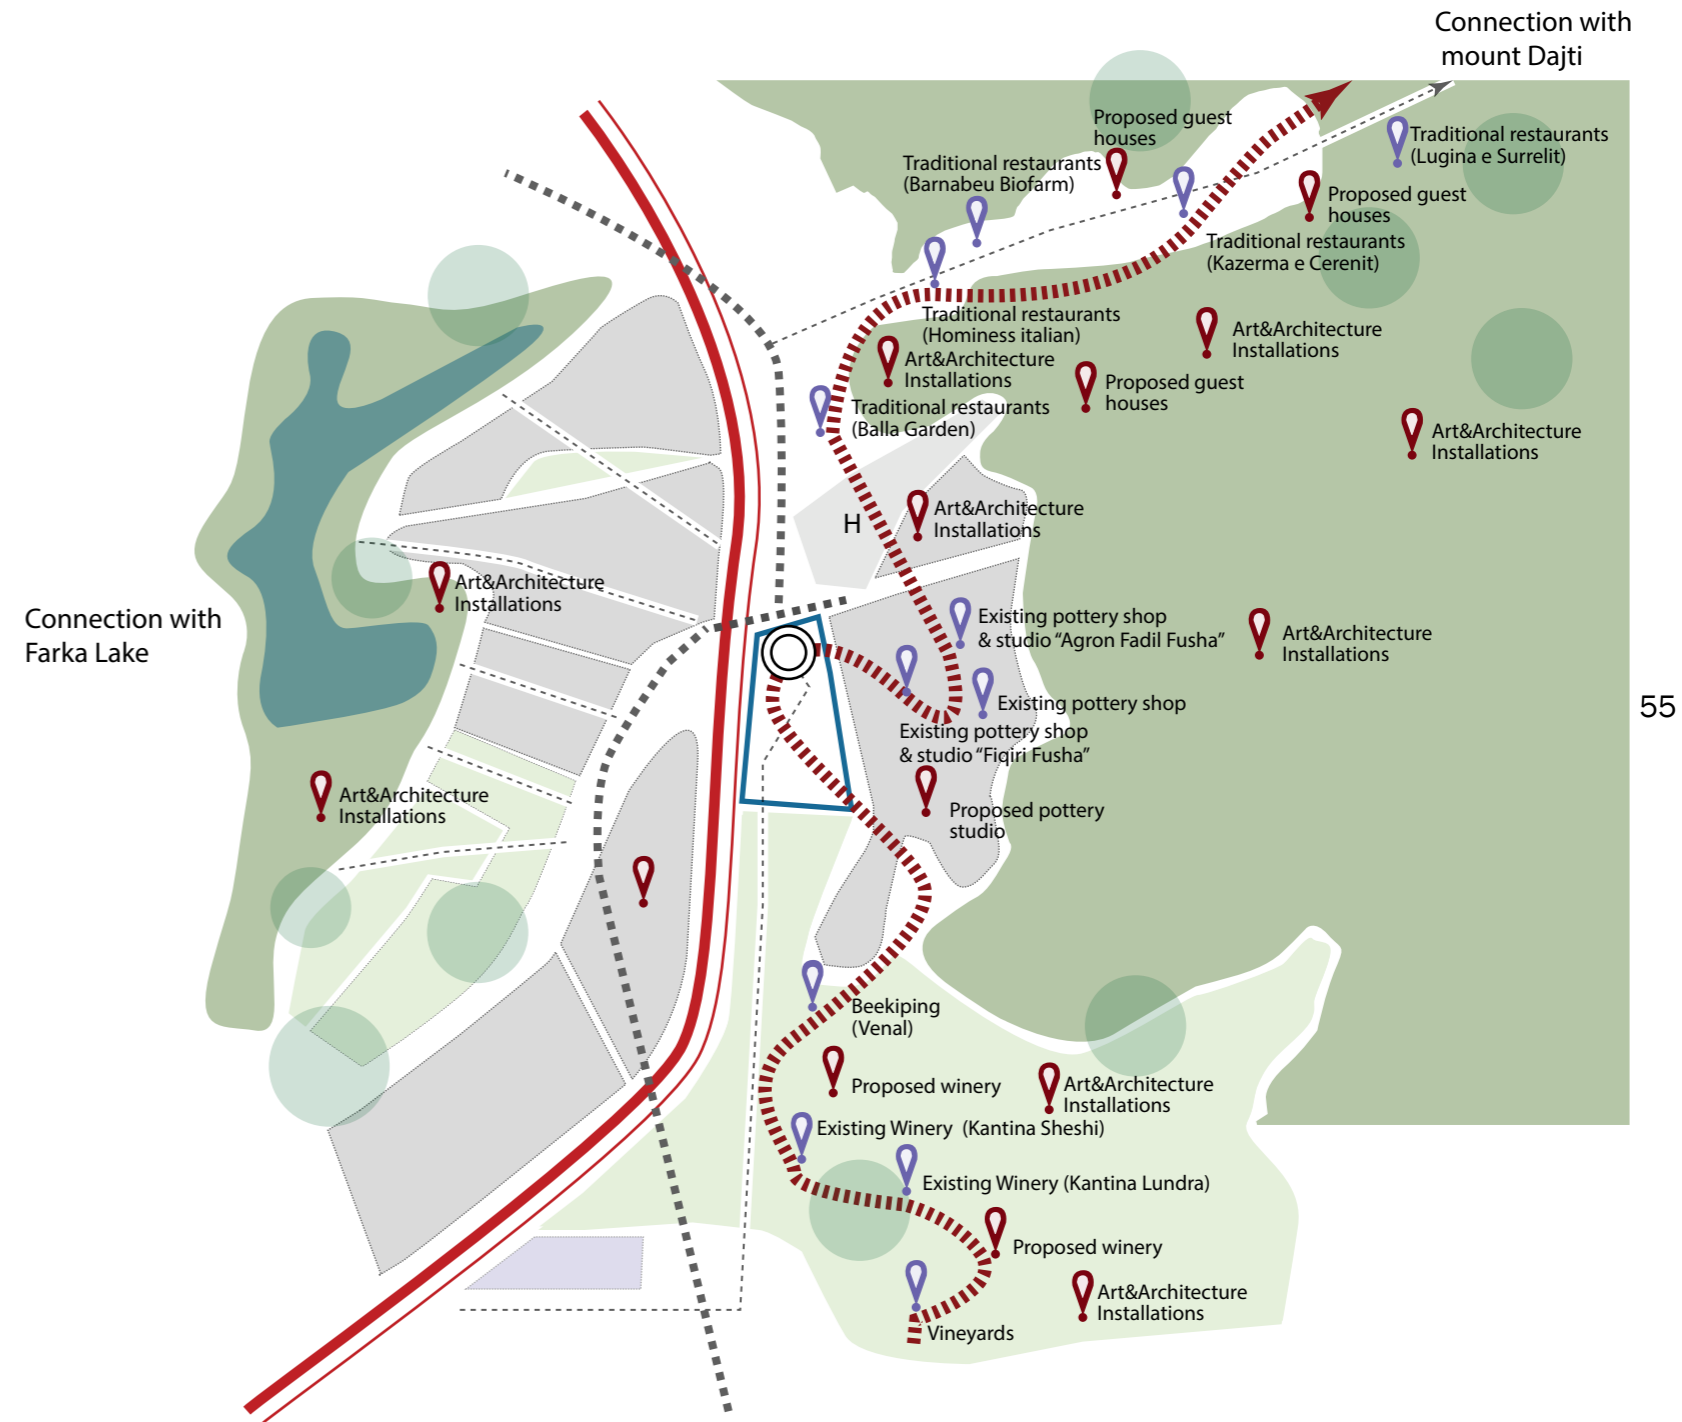 Connection with
mount Dajti
Proposed guest
houses
Traditional restaurants
(Lugina e Surrelit)
Traditional restaurants
(Barnabeu Biofarm)
Proposed guest
houses
Traditional restaurants
(Kazerma e Cerenit)
Traditional restaurants
(Hominess italian)
Art&Architecture
Installations
Art&Architecture
Installations
Proposed guest
houses
Traditional restaurants
(Balla Garden)
Art&Architecture
Installations
H
Art&Architecture
Installations
Art&Architecture
Installations
Connection with
Farka Lake
Existing pottery shop
& studio “Agron Fadil Fusha”
Art&Architecture
Installations
Existing pottery shop
55
Existing pottery shop
& studio “Fiqiri Fusha”
Art&Architecture
Installations
Proposed pottery
studio
Beekiping
(Venal)
Proposed winery
Art&Architecture
Installations
Existing Winery (Kantina Sheshi)
Existing Winery (Kantina Lundra)
Proposed winery
Art&Architecture
Installations
Vineyards